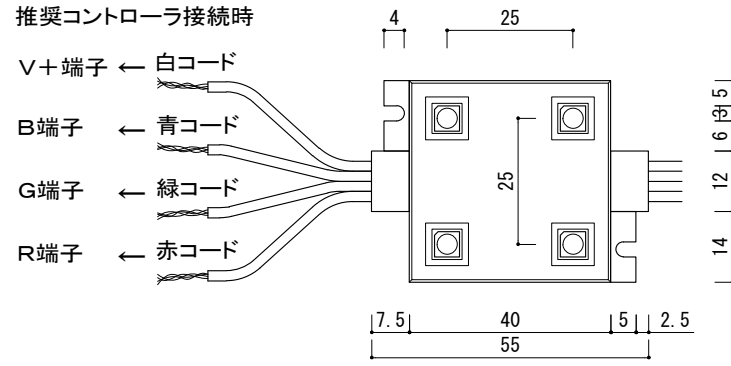 推奨コントローラ接続時
V+端子 ← 白コード
B端子 ← 青コード
G端子 ← 緑コード
R端子 ← 赤コード
4
25
5
3
6
12
14
25
7.5
40
5
2.5
55